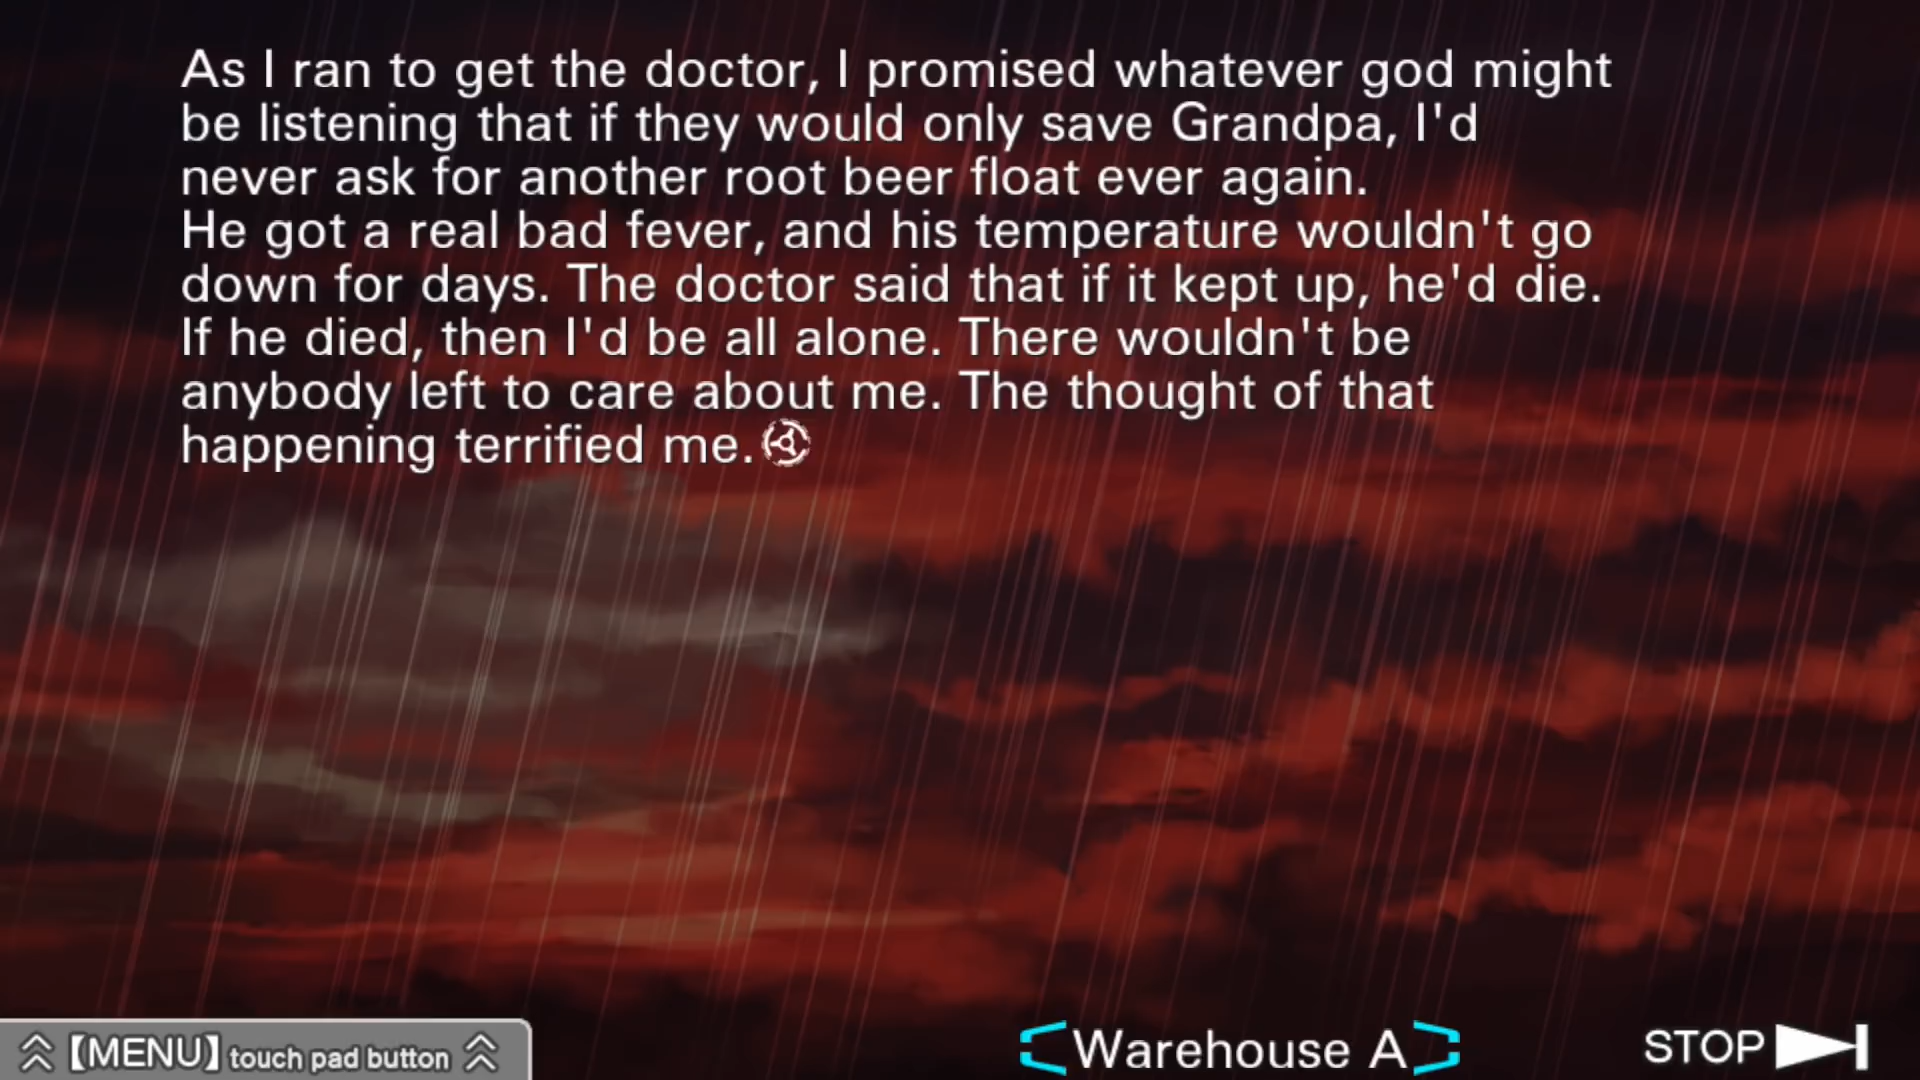 As I ran to get the doctor, I promised whatever god might
be listening that if they would only save Grandpa, I'd
never ask for another root beer float ever again.
He got a real bad fever, and his temperature wouldn't go
down for days. The doctor said that if it kept up, he'd die.
If he died, then I'd be all alone. There wouldn't be
anybody left to care about me. The thought of that
happening terrified me.
【MENU】touch pad button
Warehouse A
STOP